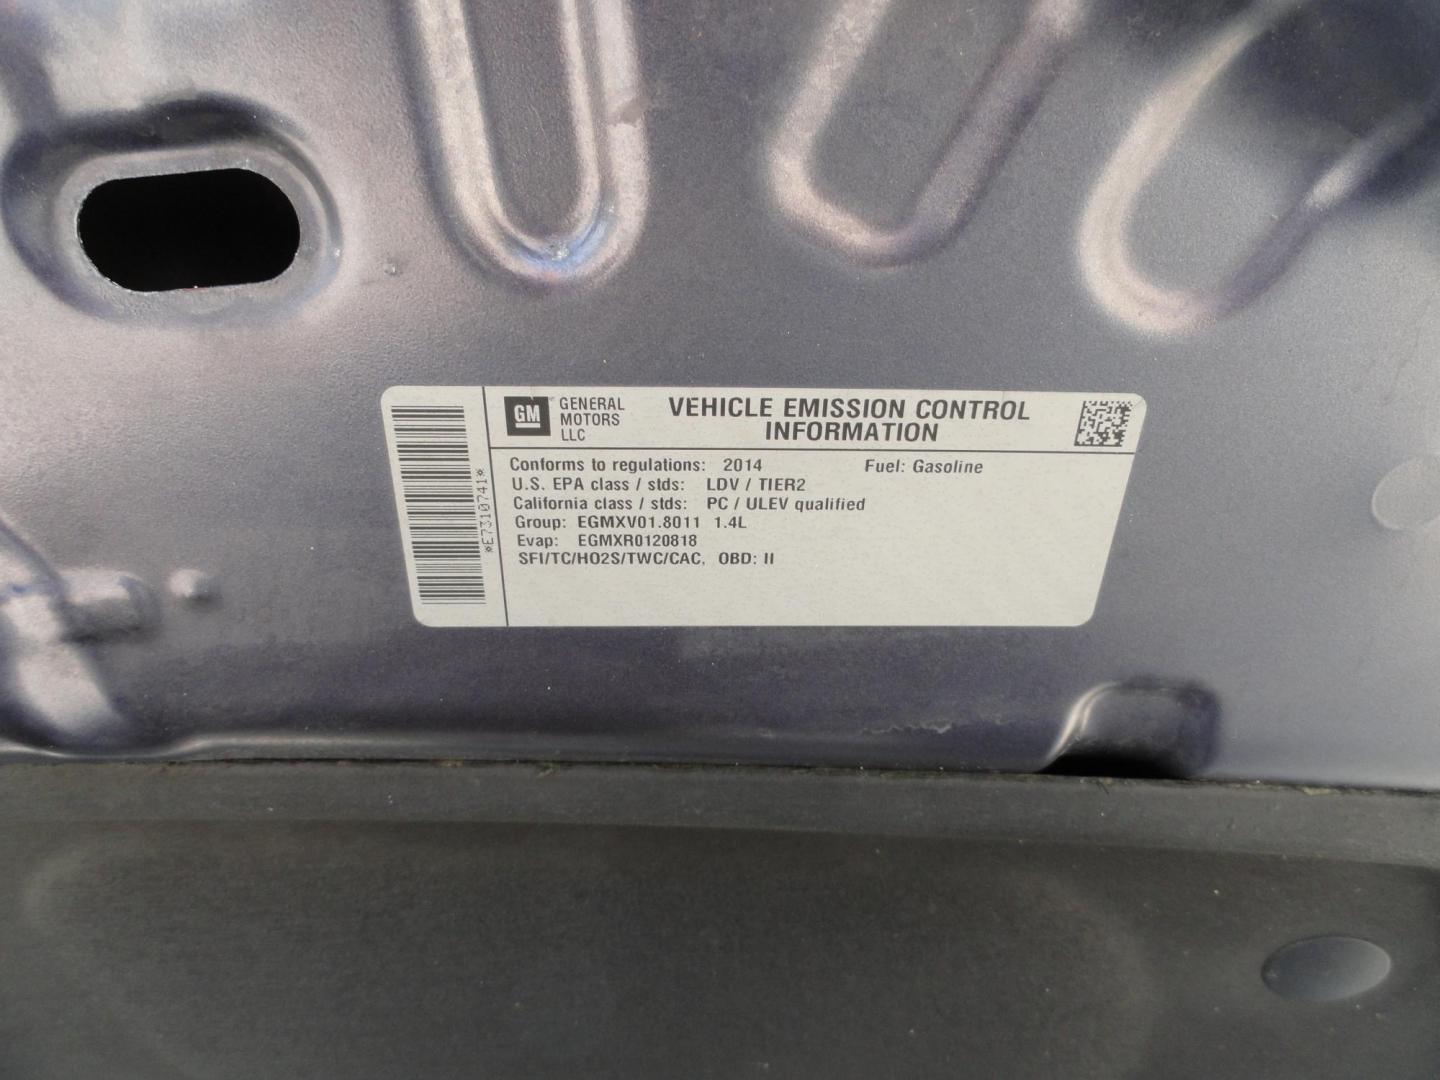 GM
GENERAL
MOTORS
LLC
VEHICLE EMISSION CONTROL
INFORMATION
Conforms to regulations: 2014 Fuel: Gasoline
U.S. EPA class / stds: LDV / TIER2
California class / stds: PC / ULEV qualified
Group: EGMXV01.8011 1.4L
Evap: EGMXR0120818
SFI/TC/HO2S/TWC/CAC, OBD: II
*E7310741*